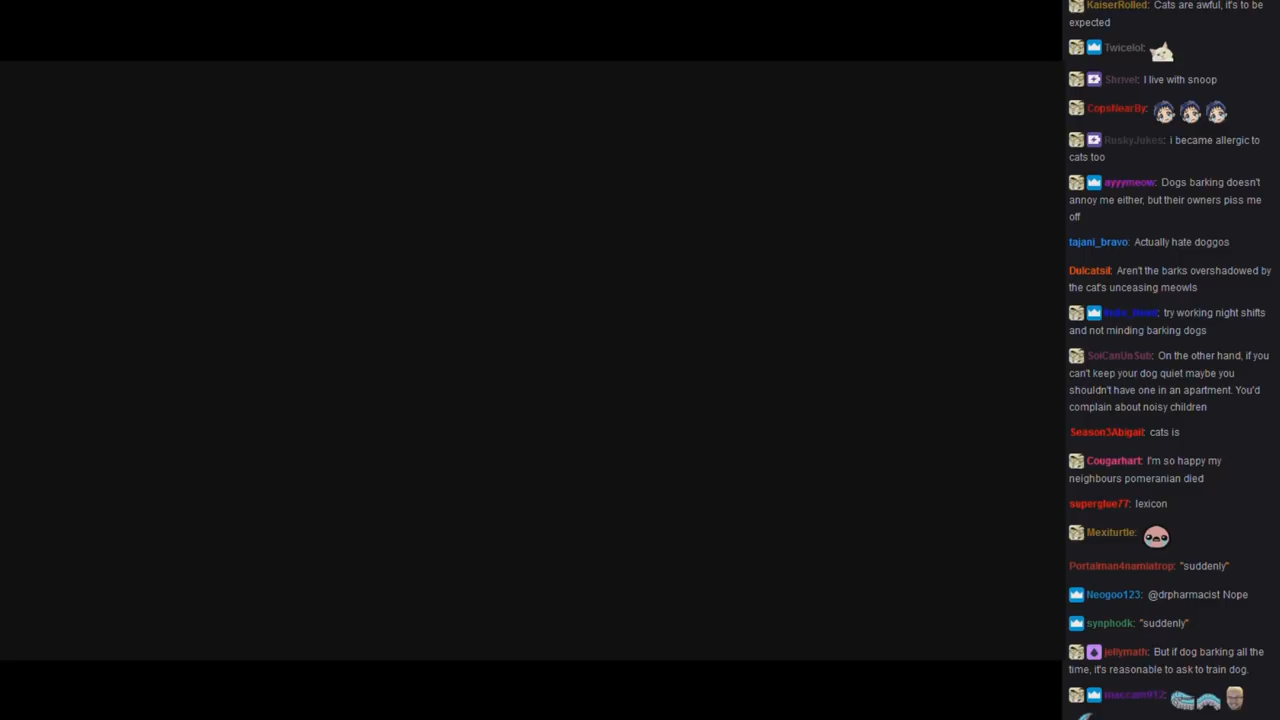 KaiserRolled: Cats are awful, it's to be
expected
Twicelol:
Shrivel: I live with snoop
CopsNearBy:
RuskyJukes: i became allergic to
cats too
ayyymeow: Dogs barking doesn't
annoy me either, but their owners piss me
off
tajani_bravo: Actually hate doggos
Dulcatsil: Aren't the barks overshadowed by
the cat's unceasing meowls
try working night shifts
and not minding barking dogs
SoiCanUnSub: On the other hand, if you
can't keep your dog quiet maybe you
shouldn't have one in an apartment. You'd
complain about noisy children
Season3Abigail: cats is
Cougarhart: I'm so happy my
neighbours pomeranian died
superglue77: lexicon
Mexiturtle:
Portalman4namlatrop: "suddenly"
Neogoo123: @drpharmacist Nope
synphodk: "suddenly"
jellymath: But if dog barking all the
time, it's reasonable to ask to train dog.
maccam912: